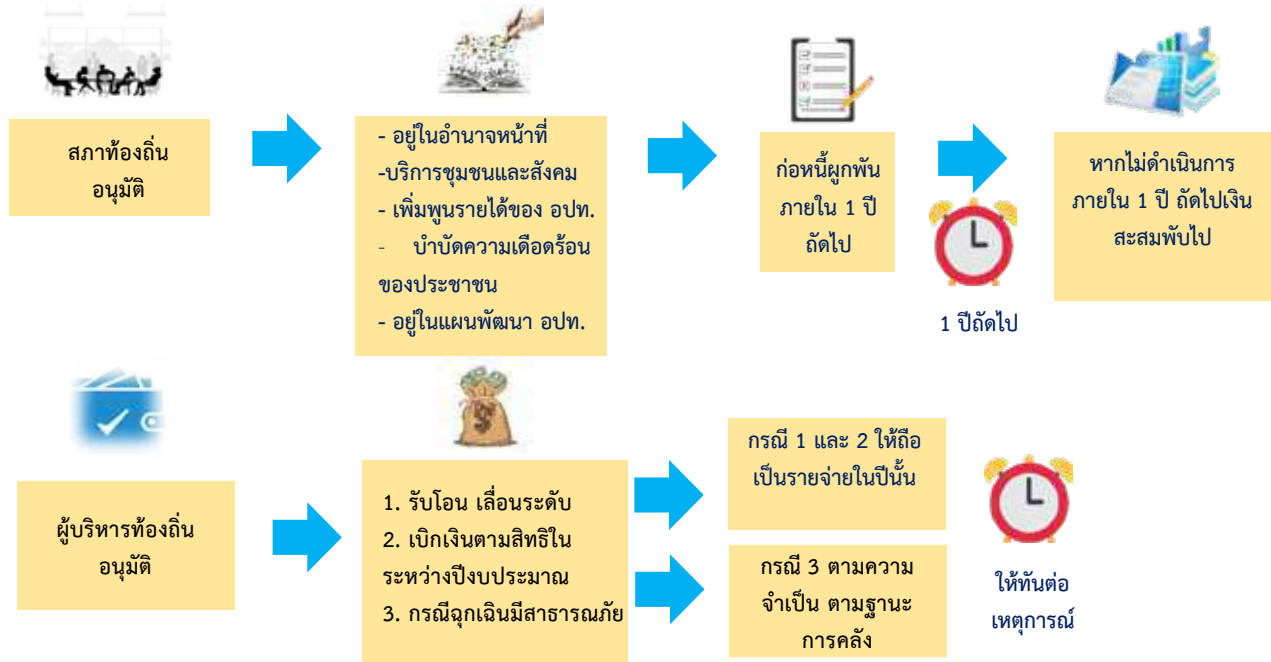 สภาท้องถิ่น
อนุมัติ
- อยู่ในอำนาจหน้าที่
-บริการชุมชนและสังคม
- เพิ่มพูนรายได้ของ อปท.
- บำบัดความเดือดร้อน
ของประชาชน
- อยู่ในแผนพัฒนา อปท.
ก่อหนี้ผูกพัน
ภายใน 1 ปี
ถัดไป
1 ปีถัดไป
หากไม่ดำเนินการ
ภายใน 1 ปี ถัดไปเงิน
สะสมพับไป
ผู้บริหารท้องถิ่น
อนุมัติ
1. รับโอน เลื่อนระดับ
2. เบิกเงินตามสิทธิใน
ระหว่างปีงบประมาณ
3. กรณีฉุกเฉินมีสาธารณภัย
กรณี 1 และ 2 ให้ถือ
เป็นรายจ่ายในปีนั้น
กรณี 3 ตามความ
จำเป็น ตามฐานะ
การคลัง
ให้ทันต่อ
เหตุการณ์